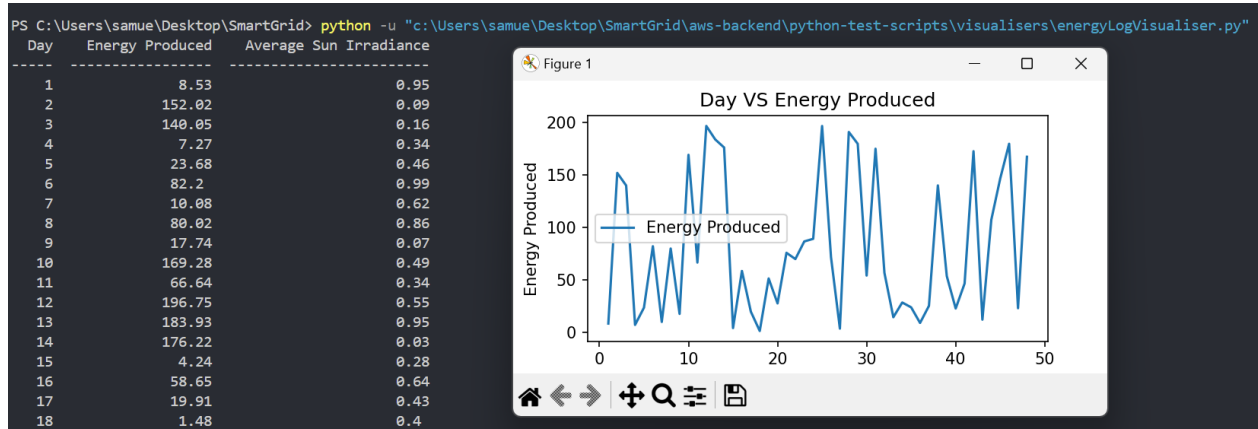 PS C:\Users\samue\Desktop\SmartGrid> python -u "c:\Users\samue\Desktop\SmartGrid\aws-backend\python-test-scripts\visualisers\energyLogVisualiser.py"
Day Energy Produced Average Sun Irradiance
----- ----------------- ------------------------
1 8.53 0.95
2 152.02 0.09
3 140.05 0.16
4 7.27 0.34
5 23.68 0.46
6 82.2 0.99
7 10.08 0.62
8 80.02 0.86
9 17.74 0.07
10 169.28 0.49
11 66.64 0.34
12 196.75 0.55
13 183.93 0.95
14 176.22 0.03
15 4.24 0.28
16 58.65 0.64
17 19.91 0.43
18 1.48 0.4
Figure 1
Day VS Energy Produced
Energy Produced
200
150
100
50
0
Energy Produced
0 10 20 30 40 50